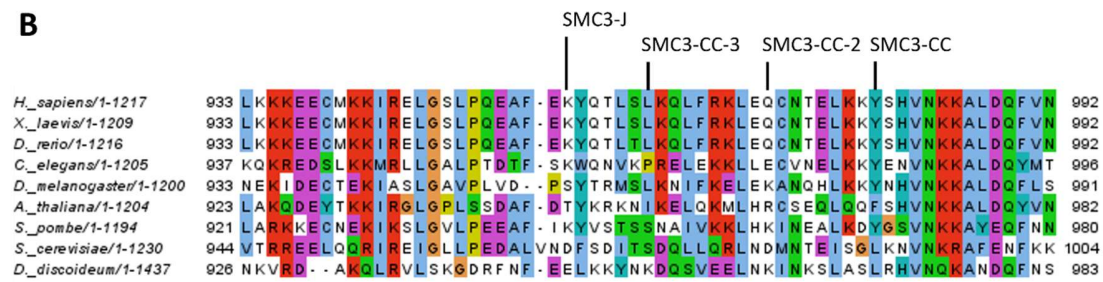 B
SMC3-J
SMC3-CC-3
SMC3-CC-2
SMC3-CC
H._sapiens/1-1217 933 LKKKEECMKKIRELGSLPQEAF-EKYQTLSLKQLFRKLEQCNTELKKYSHVNKKALDQFVN 992
X._laevis/1-1209 933 LKKKEECMKKIRELGSLPQEAF-EKYQTLSLKQLFRKLEQCNTELKKYSHVNKKALDQFVN 992
D._rerio/1-1216 933 LKKKEECMKKIRELGSLPQEAF-EKYQTLTLKQLFRKLEQCNTELKKYSHVNKKALDQFVN 992
C._elegans/1-1205 937 KQKREDSLKKMRLLGALPTDTF-SKWQNVKPRELEKKLLECVNELKKYENVNKKALDQYMT 996
D._melanogaster/1-1200 933 NEKIDECTEKIASLGAVPLVD--PSYTRMSLKNIFKELEKANQHLKKYNHVNKKALDQFLS 991
A._thaliana/1-1204 923 LAKQDEYTKKIRGLGPLSSDAF-DTYKRKNIKELQKMLHRCSEQLQQFSHVNQKALDQYVN 982
S._pombe/1-1194 921 LARKKECNEKIRELGVLPEEAF-IKYVSTSSNAIVKKLHKINEALKDYGSVNQKAYEQFNN 980
S._cerevisiae/1-1230 944 VTRREELQQRIREIGLLPEDALVNDFSDITSDQLLQRLNDMNTEISGLKNVNKRAFENFKK 1004
D._discoideum/1-1437 926 NKVRD--AKQLRVLSKGDRFNF-EELKKYNKDQSVEELNKINKSLASLRHVNQKANDQFNS 983